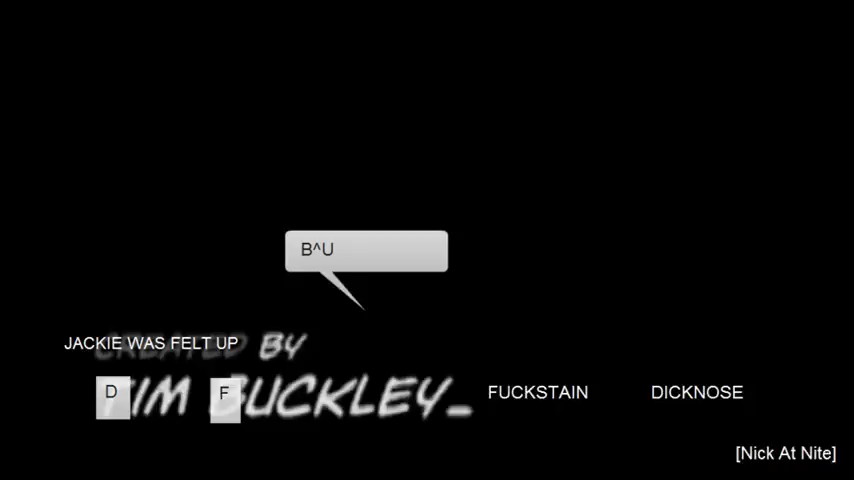 B^U
JACKIE WAS FELT UP
CREATED BY
D
F
TIM BUCKLEY_
FUCKSTAIN
DICKNOSE
[Nick At Nite]